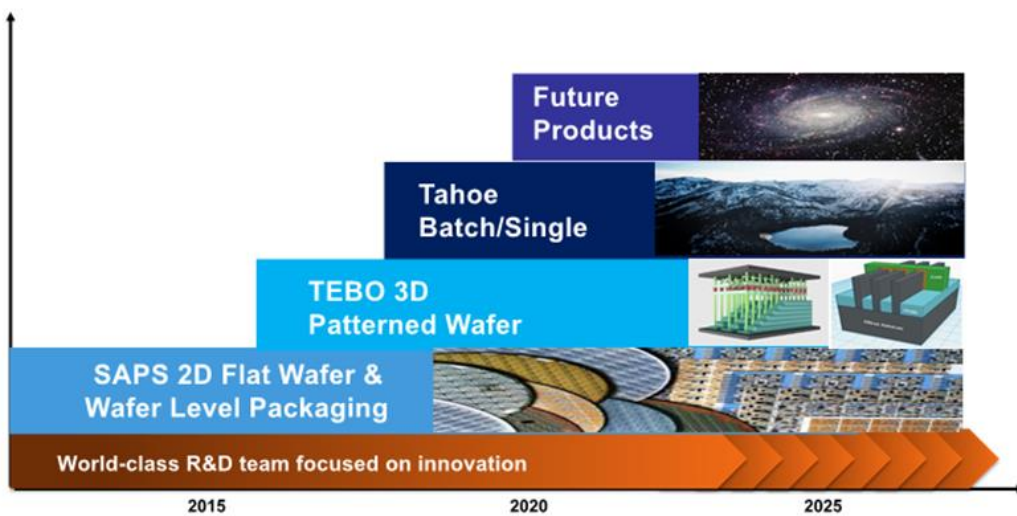 Future
Products
Tahoe
Batch/Single
TEBO 3D
Patterned Wafer
SAPS 2D Flat Wafer &
Wafer Level Packaging
World-class R&D team focused on innovation
2015 2020 2025